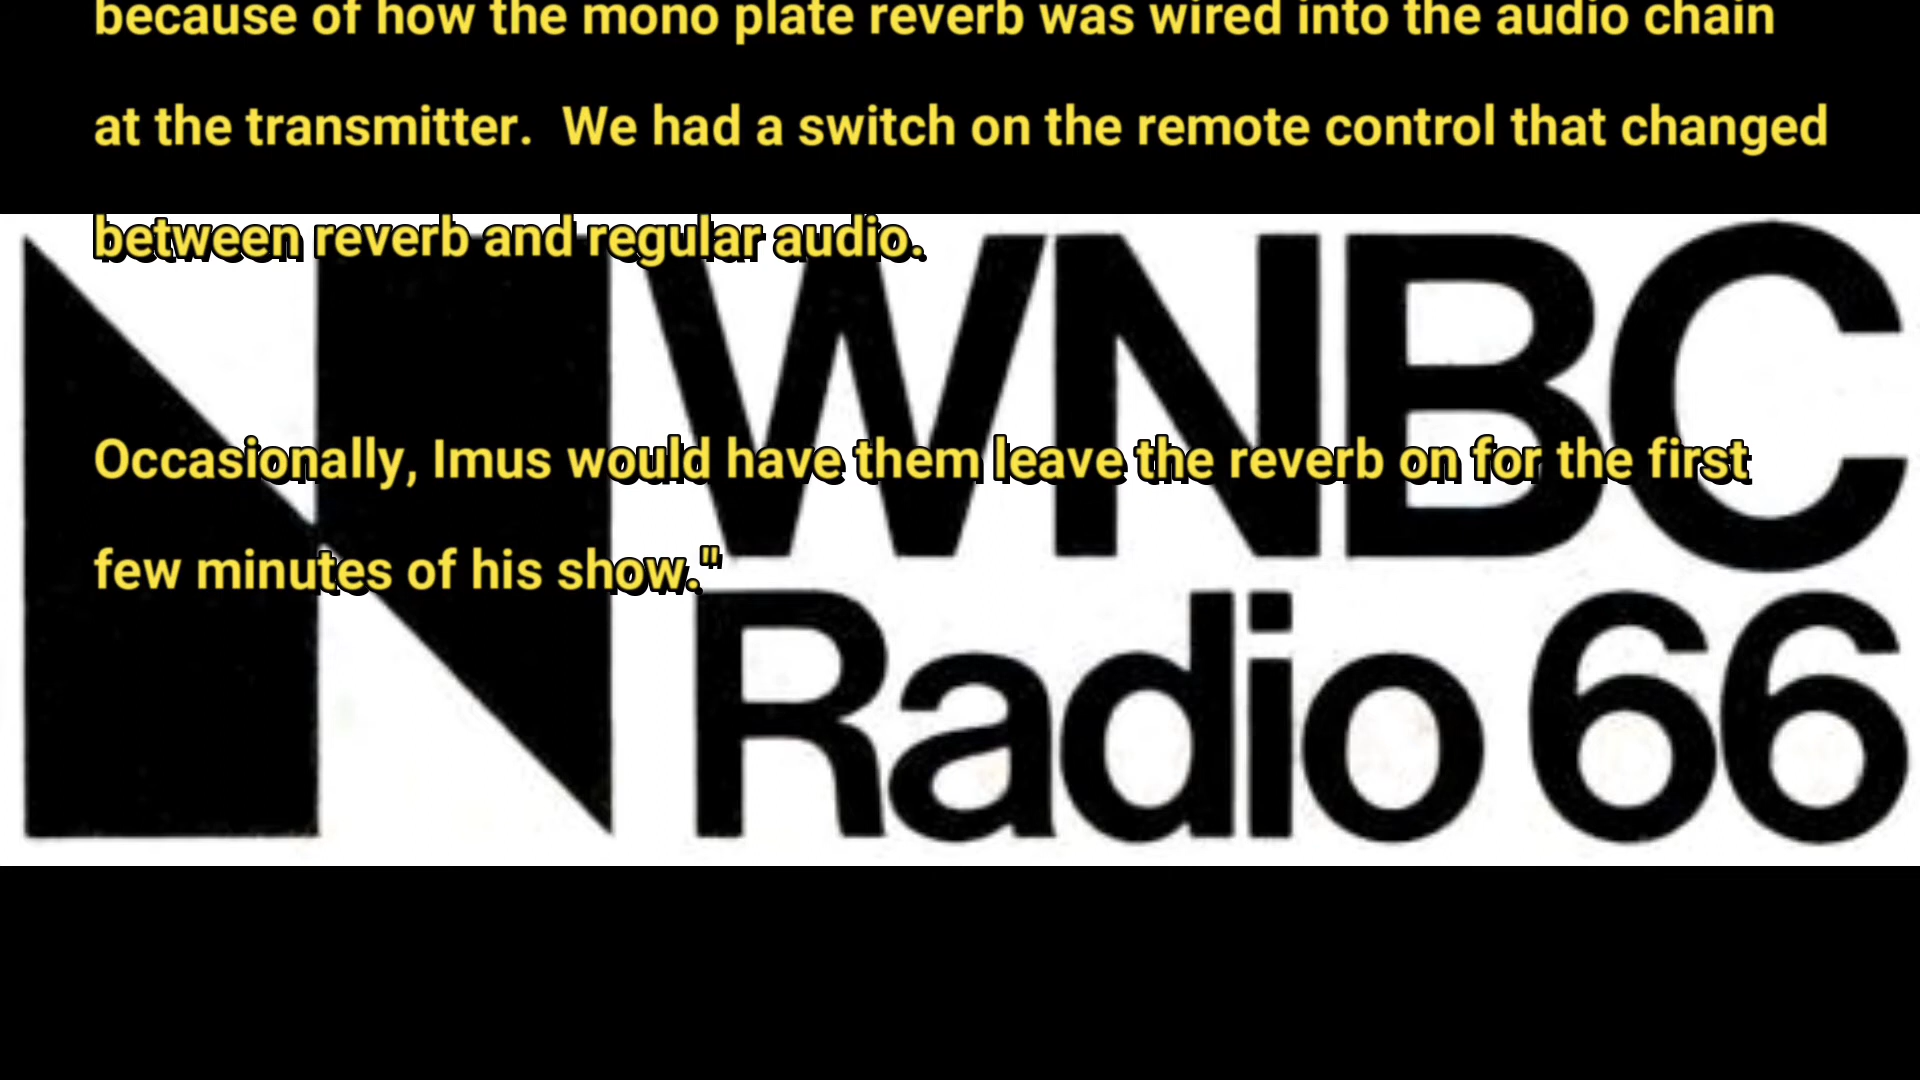 because of how the mono plate reverb was wired into the audio chain
at the transmitter.  We had a switch on the remote control that changed
between reverb and regular audio.
WNBC
Occasionally, Imus would have them leave the reverb on for the first
few minutes of his show."
Radio 66